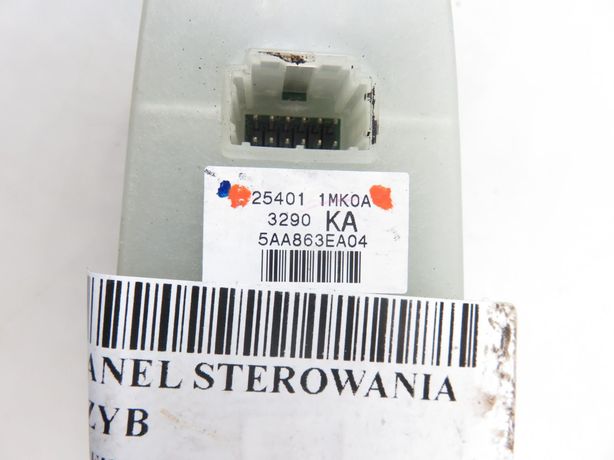 25401 1MK0A
3290 KA
5AA863EA04
ANEL STEROWANIA
ZYB